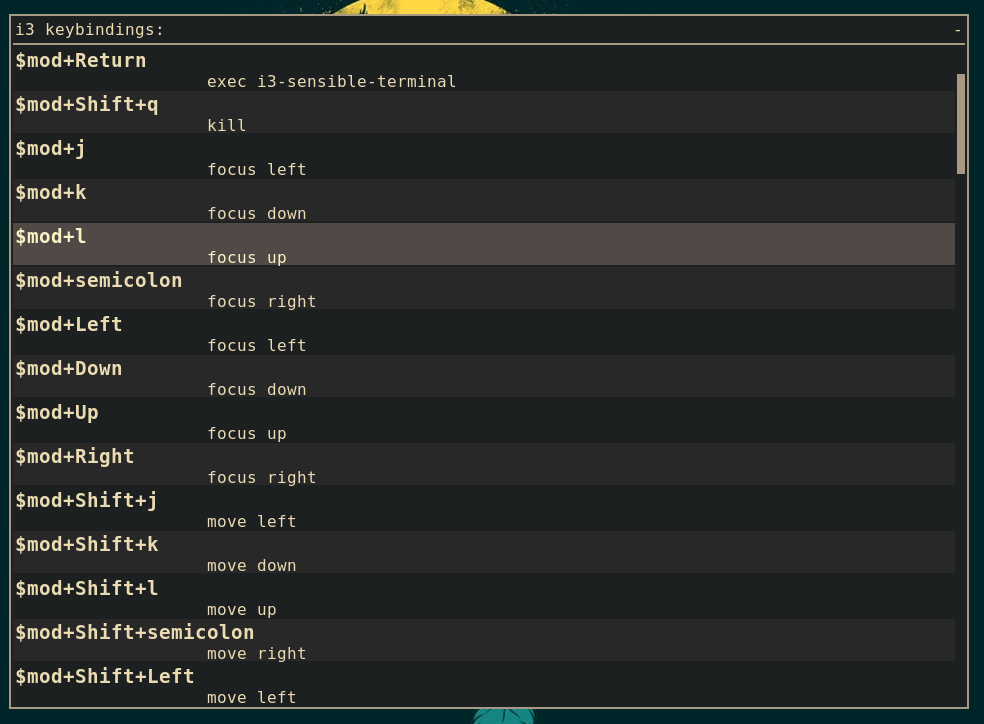 i3 keybindings: -
$mod+Return
exec i3-sensible-terminal
$mod+Shift+q
kill
$mod+j
focus left
$mod+k
focus down
$mod+l
focus up
$mod+semicolon
focus right
$mod+Left
focus left
$mod+Down
focus down
$mod+Up
focus up
$mod+Right
focus right
$mod+Shift+j
move left
$mod+Shift+k
move down
$mod+Shift+l
move up
$mod+Shift+semicolon
move right
$mod+Shift+Left
move left